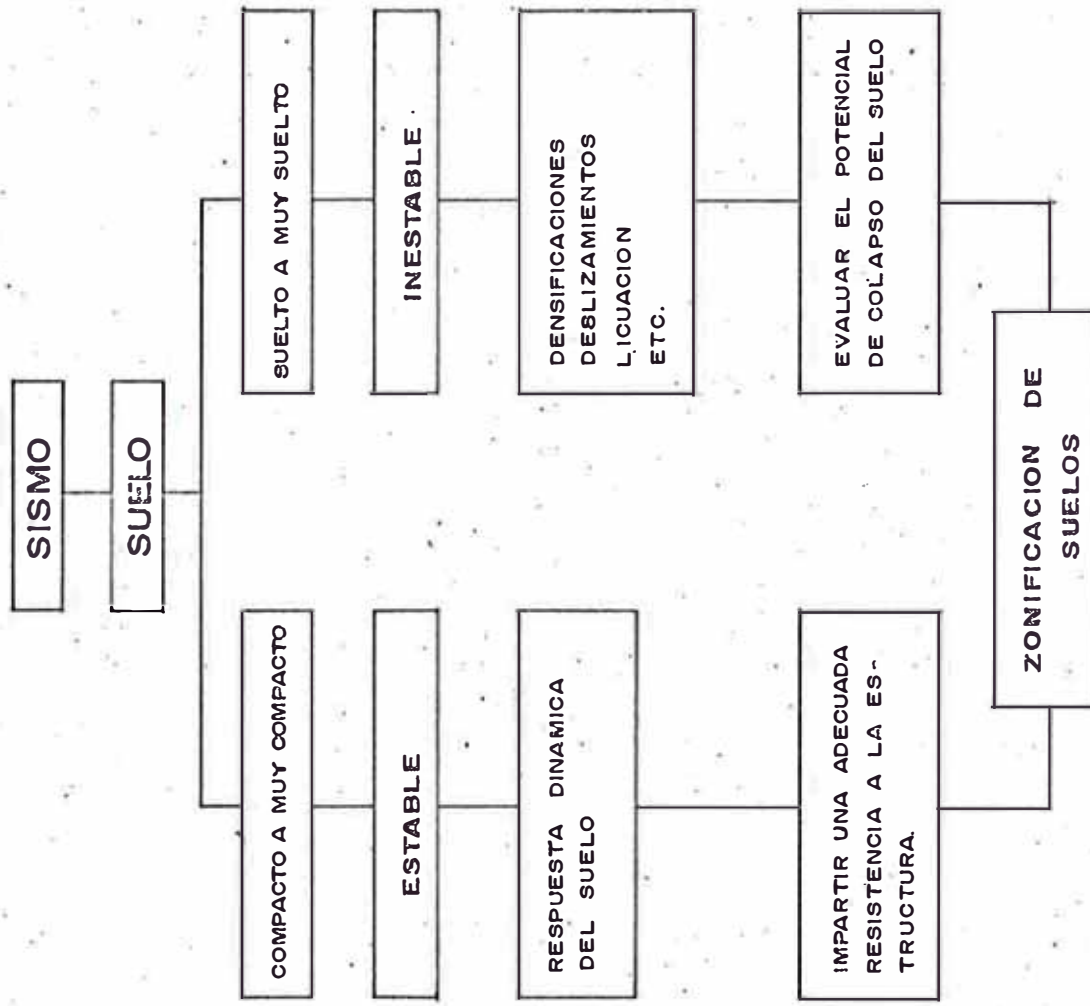 SISMO
SUELO
COMPACTO A MUY COMPACTO
ESTABLE
RESPUESTA DINAMICA
DEL SUELO
IMPARTIR UNA ADECUADA
RESISTENCIA A LA ES-
TRUCTURA.
SUELTO A MUY SUELTO
INESTABLE
DENSIFICACIONES
DESLIZAMIENTOS
LICUACION
ETC.
EVALUAR EL POTENCIAL
DE COLAPSO DEL SUELO
ZONIFICACION DE
SUELOS